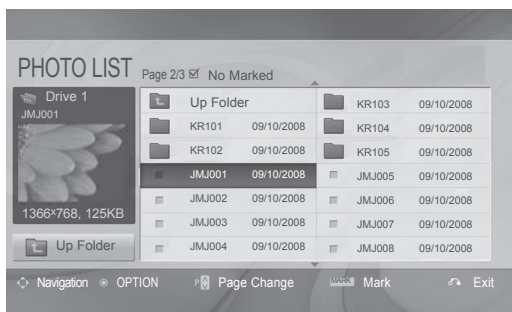 PHOTO LIST
Page 2/3 No Marked
Drive 1
JMJ001
1366x768, 125KB
Up Folder
Up Folder
KR101 09/10/2008
KR102 09/10/2008
JMJ001 09/10/2008
JMJ002 09/10/2008
JMJ003 09/10/2008
JMJ004 09/10/2008
KR103 09/10/2008
KR104 09/10/2008
KR105 09/10/2008
JMJ005 09/10/2008
JMJ006 09/10/2008
JMJ007 09/10/2008
JMJ008 09/10/2008
Navigation OPTION P Page Change MARK Mark Exit